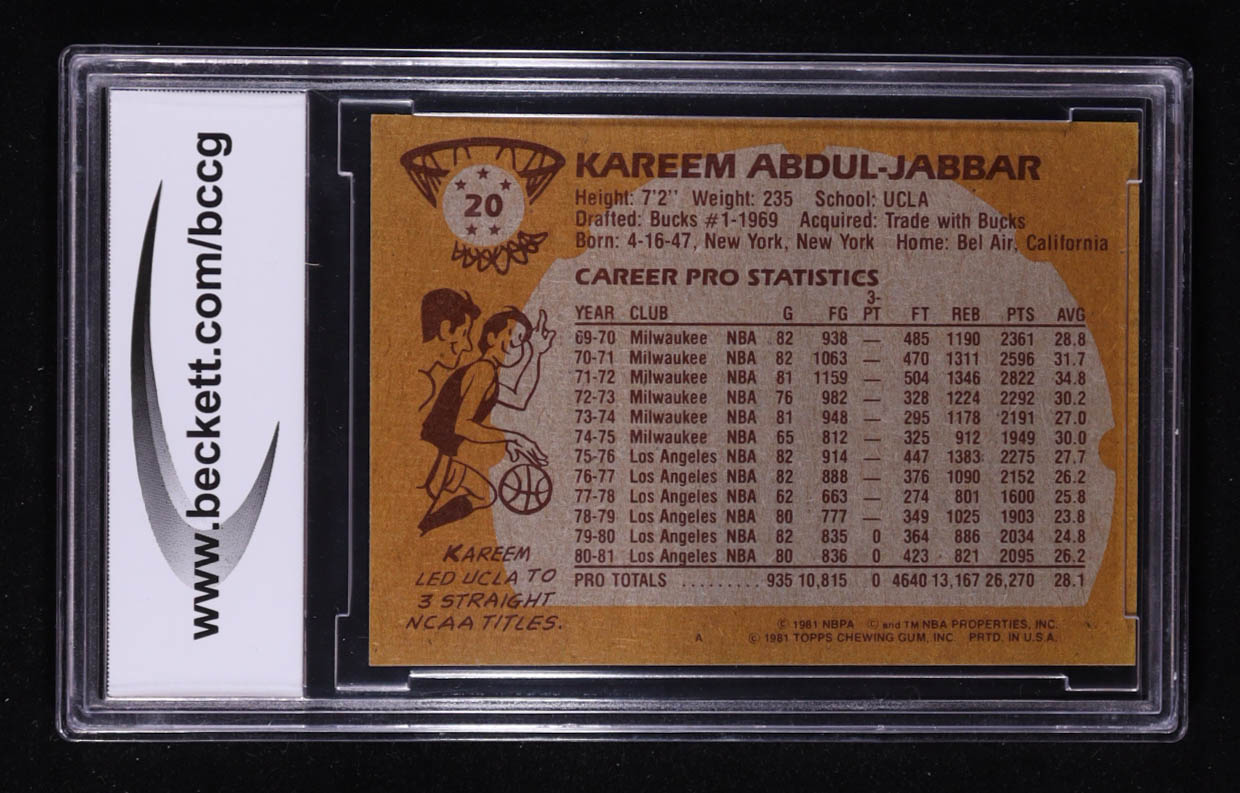 www.beckett.com/bccg
20
KAREEM ABDUL-JABBAR
Height: 7'2'' Weight: 235 School: UCLA
Drafted: Bucks #1-1969 Acquired: Trade with Bucks
Born: 4-16-47, New York, New York Home: Bel Air, California
CAREER PRO STATISTICS
YEAR CLUB G FG 3-PT FT REB PTS AVG
69-70 Milwaukee NBA 82 938 — 485 1190 2361 28.8
70-71 Milwaukee NBA 82 1063 — 470 1311 2596 31.7
71-72 Milwaukee NBA 81 1159 — 504 1346 2822 34.8
72-73 Milwaukee NBA 76 982 — 328 1224 2292 30.2
73-74 Milwaukee NBA 81 948 — 295 1178 2191 27.0
74-75 Milwaukee NBA 65 812 — 325 912 1949 30.0
75-76 Los Angeles NBA 82 914 — 447 1383 2275 27.7
76-77 Los Angeles NBA 82 888 — 376 1090 2152 26.2
77-78 Los Angeles NBA 62 663 — 274 801 1600 25.8
78-79 Los Angeles NBA 80 777 — 349 1025 1903 23.8
79-80 Los Angeles NBA 82 835 0 364 886 2034 24.8
80-81 Los Angeles NBA 80 836 0 423 821 2095 26.2
PRO TOTALS .......... 935 10,815 0 4640 13,167 26,270 28.1
KAREEM
LED UCLA TO
3 STRAIGHT
NCAA TITLES.
© 1981 NBPA © and TM NBA PROPERTIES, INC.
A © 1981 TOPPS CHEWING GUM, INC. PRTD. IN U.S.A.